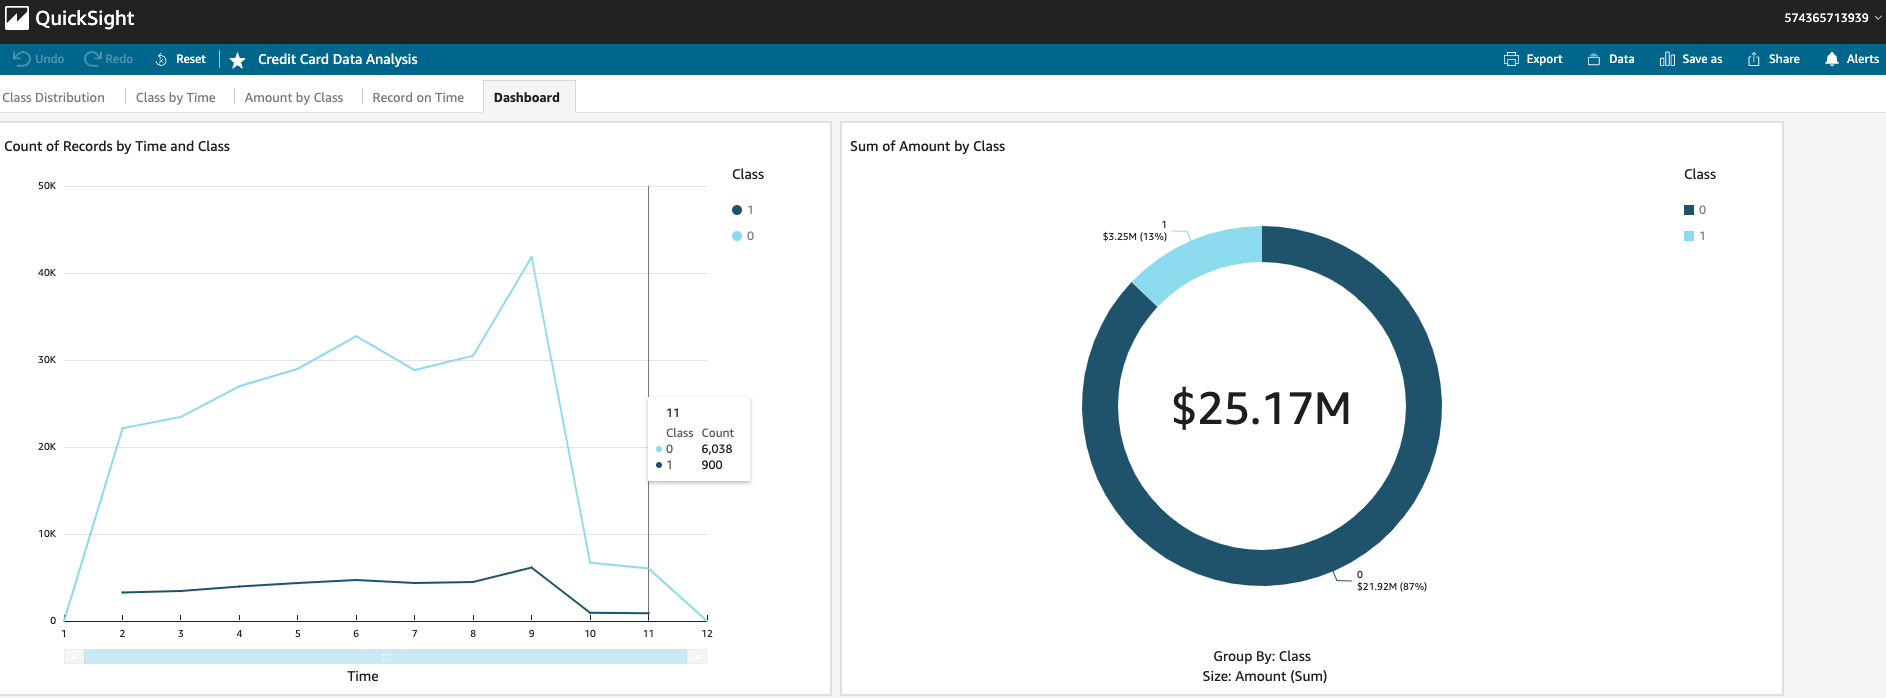 QuickSight
574365713939
Undo Redo Reset Credit Card Data Analysis Export Data Save as Share Alerts
Class Distribution Class by Time Amount by Class Record on Time Dashboard
Count of Records by Time and Class
Class
1
0
50K
40K
30K
20K
10K
0
11
Class Count
0 6,038
1 900
1 2 3 4 5 6 7 8 9 10 11 12
Time
Sum of Amount by Class
Class
0
1
1
$3.25M (13%)
$25.17M
0
$21.92M (87%)
Group By: Class
Size: Amount (Sum)